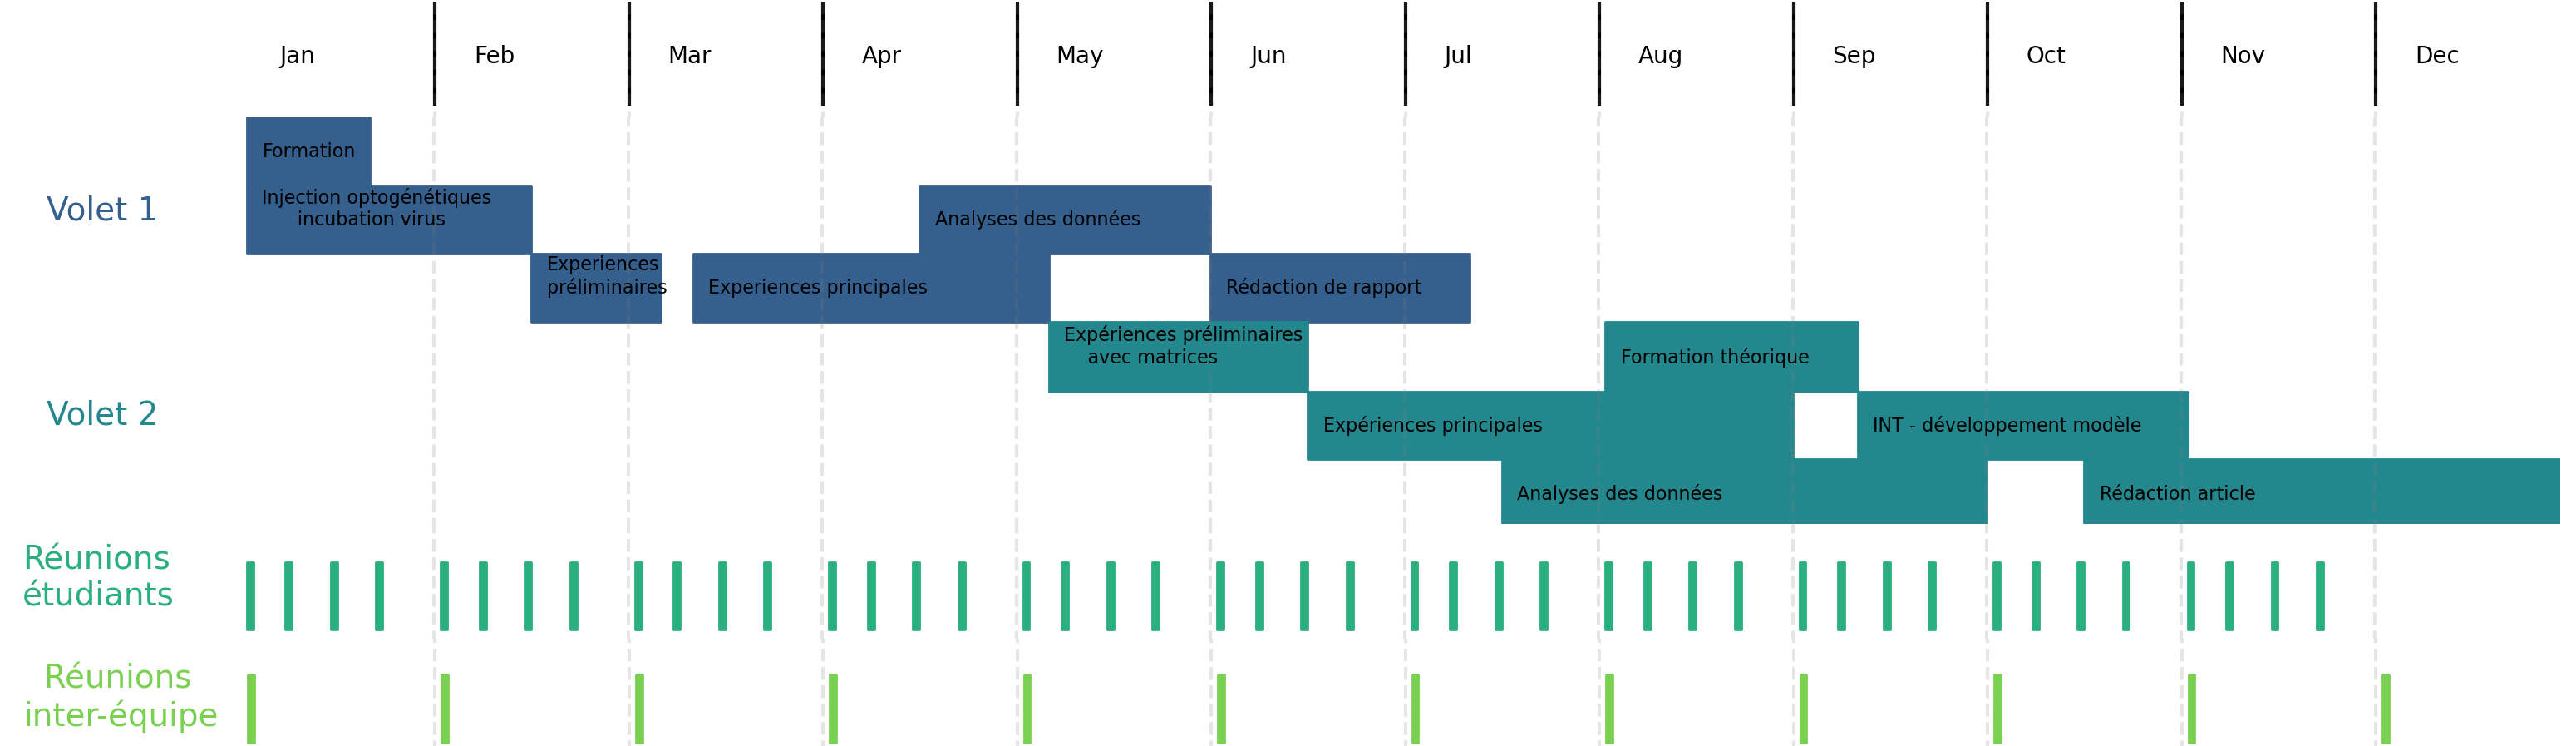 Jan
Feb
Mar
Apr
May
Jun
Jul
Aug
Sep
Oct
Nov
Dec
Volet 1
Formation
Injection optogénétiques
incubation virus
Analyses des données
Experiences
préliminaires
Experiences principales
Rédaction de rapport
Volet 2
Expériences préliminaires
avec matrices
Formation théorique
Expériences principales
INT - développement modèle
Analyses des données
Rédaction article
Réunions
étudiants
Réunions
inter-équipe